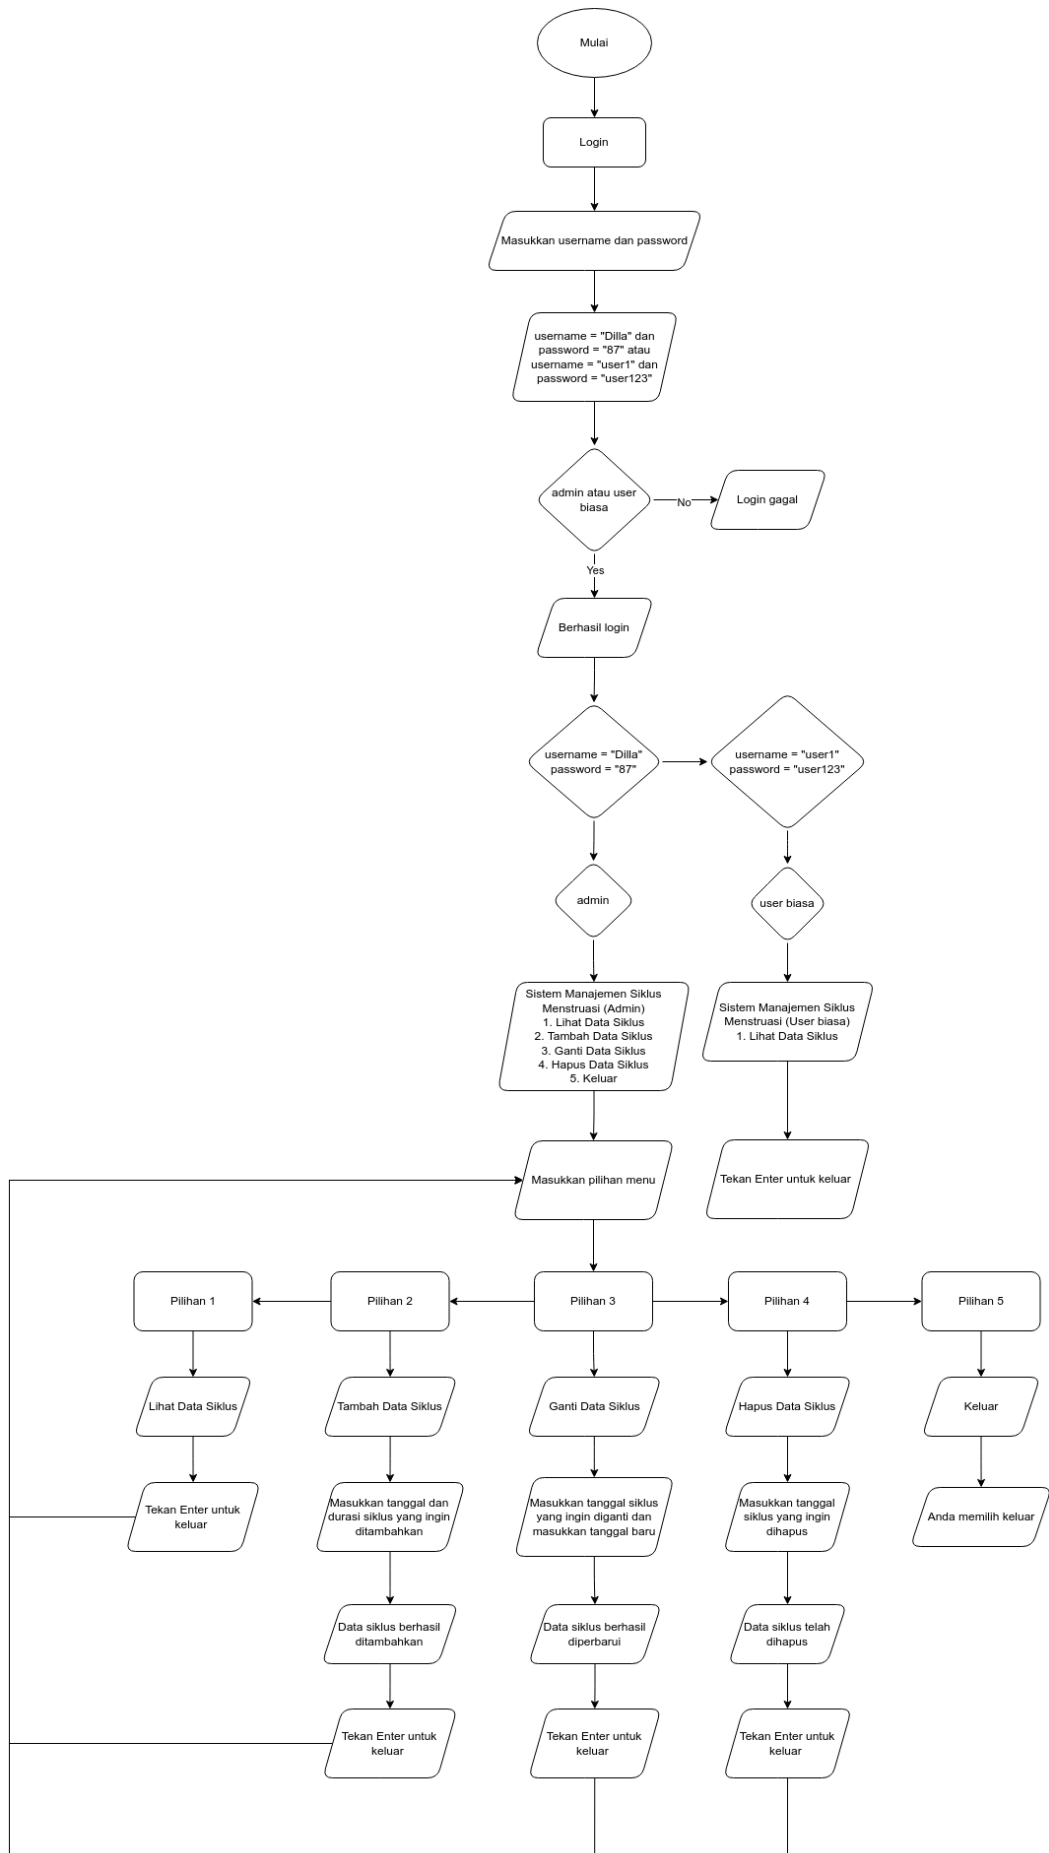 Mulai
Login
Masukkan username dan password
username = "Dilla" dan
password = "87" atau
username = "user1" dan
password = "user123"
admin atau user
biasa
No
Login gagal
Yes
Berhasil login
username = "Dilla"
password = "87"
username = "user1"
password = "user123"
admin
user biasa
Sistem Manajemen Siklus
Menstruasi (Admin)
1. Lihat Data Siklus
2. Tambah Data Siklus
3. Ganti Data Siklus
4. Hapus Data Siklus
5. Keluar
Sistem Manajemen Siklus
Menstruasi (User biasa)
1. Lihat Data Siklus
Masukkan pilihan menu
Tekan Enter untuk keluar
Pilihan 1
Pilihan 2
Pilihan 3
Pilihan 4
Pilihan 5
Lihat Data Siklus
Tambah Data Siklus
Ganti Data Siklus
Hapus Data Siklus
Keluar
Tekan Enter untuk
keluar
Masukkan tanggal dan
durasi siklus yang ingin
ditambahkan
Masukkan tanggal siklus
yang ingin diganti dan
masukkan tanggal baru
Masukkan tanggal
siklus yang ingin
dihapus
Anda memilih keluar
Data siklus berhasil
ditambahkan
Data siklus berhasil
diperbarui
Data siklus telah
dihapus
Tekan Enter untuk
keluar
Tekan Enter untuk
keluar
Tekan Enter untuk
keluar